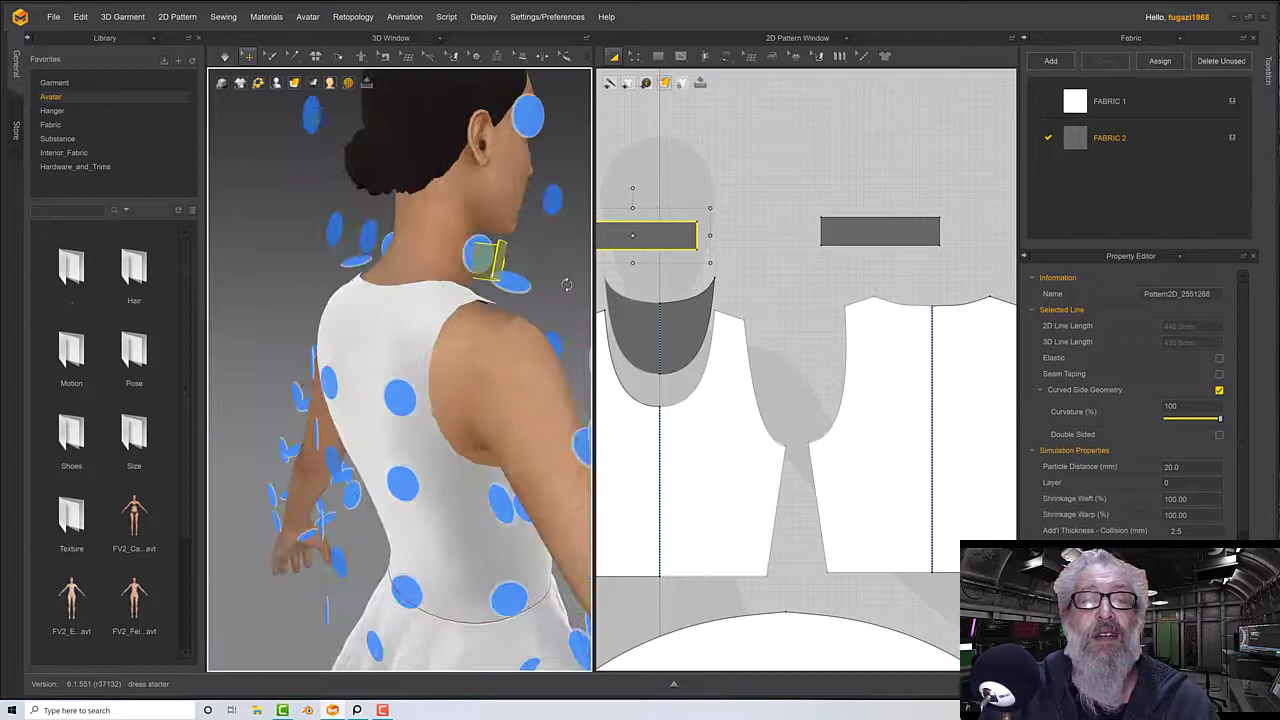 File Edit 3D Garment 2D Pattern Sewing Materials Avatar Retopology Animation Script Display Settings/Preferences Help
Hello, fugazi1968
Library
3D Window
2D Pattern Window
Fabric
General
Store
Favorites
Garment
Avatar
Hanger
Fabric
Substance
Interior_Fabric
Hardware_and_Trims
..
Hair
Motion
Pose
Shoes
Size
Texture
FV2_Ca...avt
FV2_E...avt
FV2_Fei...avt
Add
Assign
Delete Unused
FABRIC 1
FABRIC 2
Topstitch
Property Editor
Information
Name Pattern2D_2551268
Selected Line
2D Line Length
3D Line Length
Elastic
Seam Taping
Curved Side Geometry
Curvature (%) 100
Double Sided
Simulation Properties
Particle Distance (mm) 20.0
Layer 0
Shrinkage Weft (%) 100.00
Shrinkage Warp (%) 100.00
Add'l Thickness - Collision (mm) 2.5
Version: 6.1.551 (r37132) dress starter
Type here to search